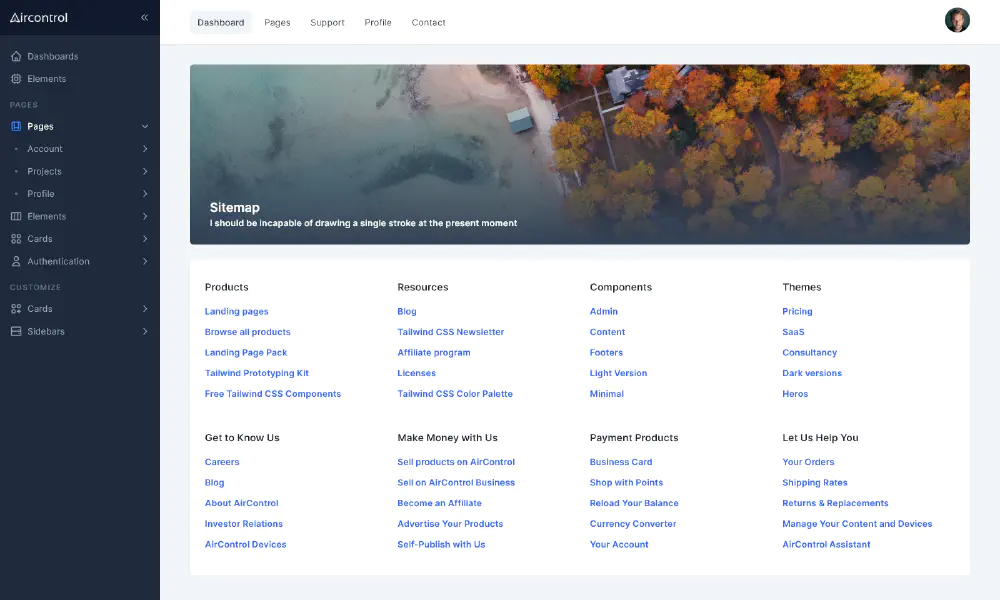 Aircontrol
Dashboards
Elements
PAGES
Pages
Account
Projects
Profile
Elements
Cards
Authentication
CUSTOMIZE
Cards
Sidebars
Dashboard Pages Support Profile Contact
Sitemap
I should be incapable of drawing a single stroke at the present moment
Products
Landing pages
Browse all products
Landing Page Pack
Tailwind Prototyping Kit
Free Tailwind CSS Components
Resources
Blog
Tailwind CSS Newsletter
Affiliate program
Licenses
Tailwind CSS Color Palette
Components
Admin
Content
Footers
Light Version
Minimal
Themes
Pricing
SaaS
Consultancy
Dark versions
Heros
Get to Know Us
Careers
Blog
About AirControl
Investor Relations
AirControl Devices
Make Money with Us
Sell products on AirControl
Sell on AirControl Business
Become an Affiliate
Advertise Your Products
Self-Publish with Us
Payment Products
Business Card
Shop with Points
Reload Your Balance
Currency Converter
Your Account
Let Us Help You
Your Orders
Shipping Rates
Returns & Replacements
Manage Your Content and Devices
AirControl Assistant